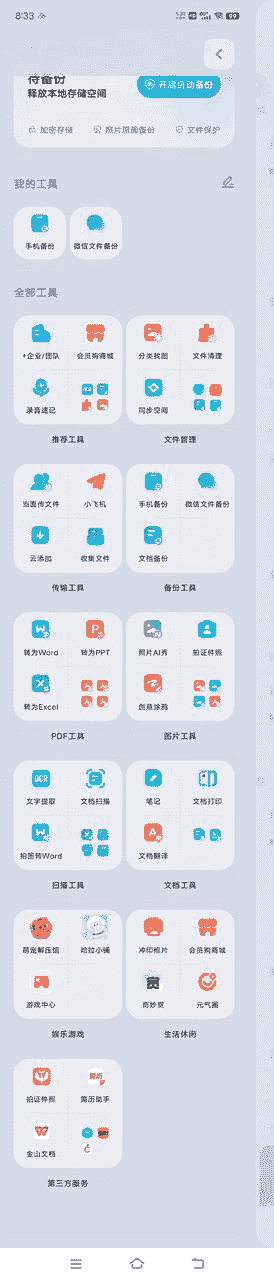 8:33
待备份
释放本地存储空间
开启自动备份
加密存储 照片原画备份 文件保护
我的工具
手机备份 微信文件备份
全部工具
+企业/团队 会员购商城 分类找图 文件清理
录音速记 同步空间
推荐工具 文件管理
当面传文件 小飞机 手机备份 微信文件备份
云添加 收集文件 文档备份
传输工具 备份工具
转为Word 转为PPT 照片AI秀 拍证件照
转为Excel 创意涂鸦
PDF工具 图片工具
文字提取 文档扫描 笔记 文档打印
拍图转Word 文档翻译
扫描工具 文档工具
萌宠解压馆 哈拉小铺 冲印照片 会员购商城
游戏中心 奇妙赏 元气圈
娱乐游戏 生活休闲
拍证件照 简历助手
金山文档
第三方服务